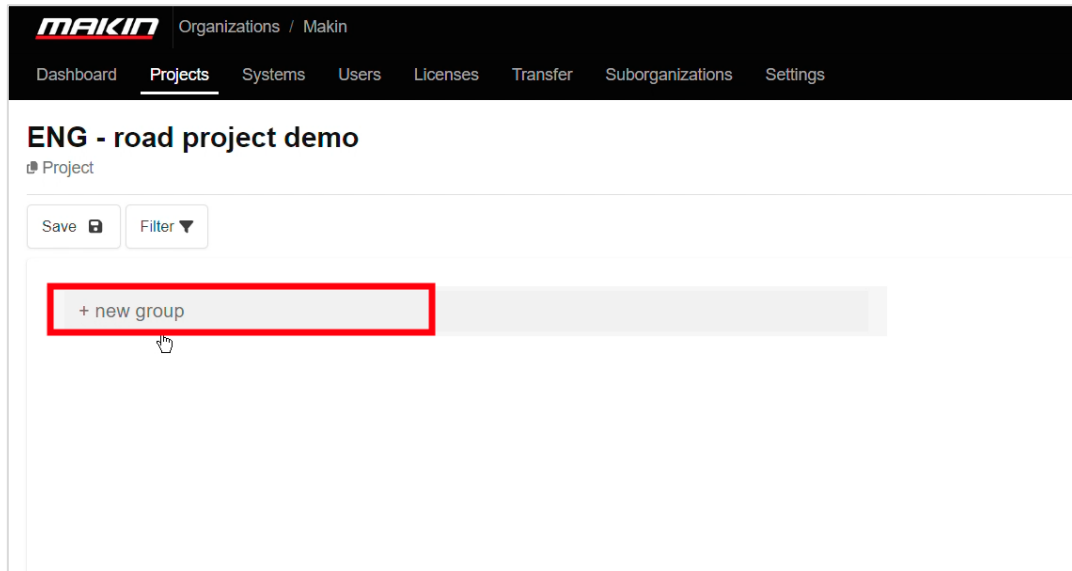 MAKIN Organizations / Makin
Dashboard Projects Systems Users Licenses Transfer Suborganizations Settings
ENG - road project demo
Project
Save Filter
+ new group